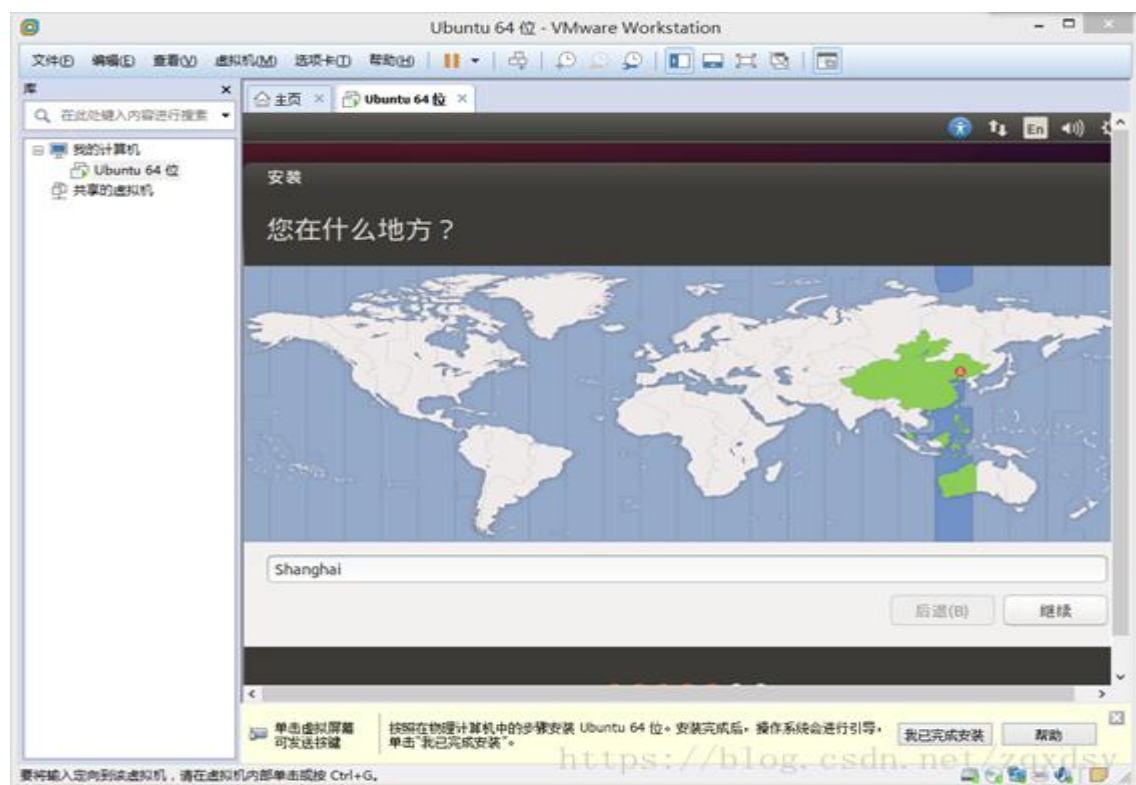 Ubuntu 64 位 - VMware Workstation
文件(F) 编辑(E) 查看(V) 虚拟机(M) 选项卡(T) 帮助(H)
库
主页 Ubuntu 64 位
在此处键入内容进行搜索
En
我的计算机
Ubuntu 64 位
共享的虚拟机
安装
您在什么地方？
Shanghai
后退(B) 继续
单击虚拟屏幕
可发送按键
按照在物理计算机中的步骤安装 Ubuntu 64 位。安装完成后，操作系统会进行引导，
单击"我已完成安装"。
我已完成安装 帮助
https://blog.csdn.net/zqxdsy
要将输入定向到该虚拟机，请在虚拟机内部单击或按 Ctrl+G。